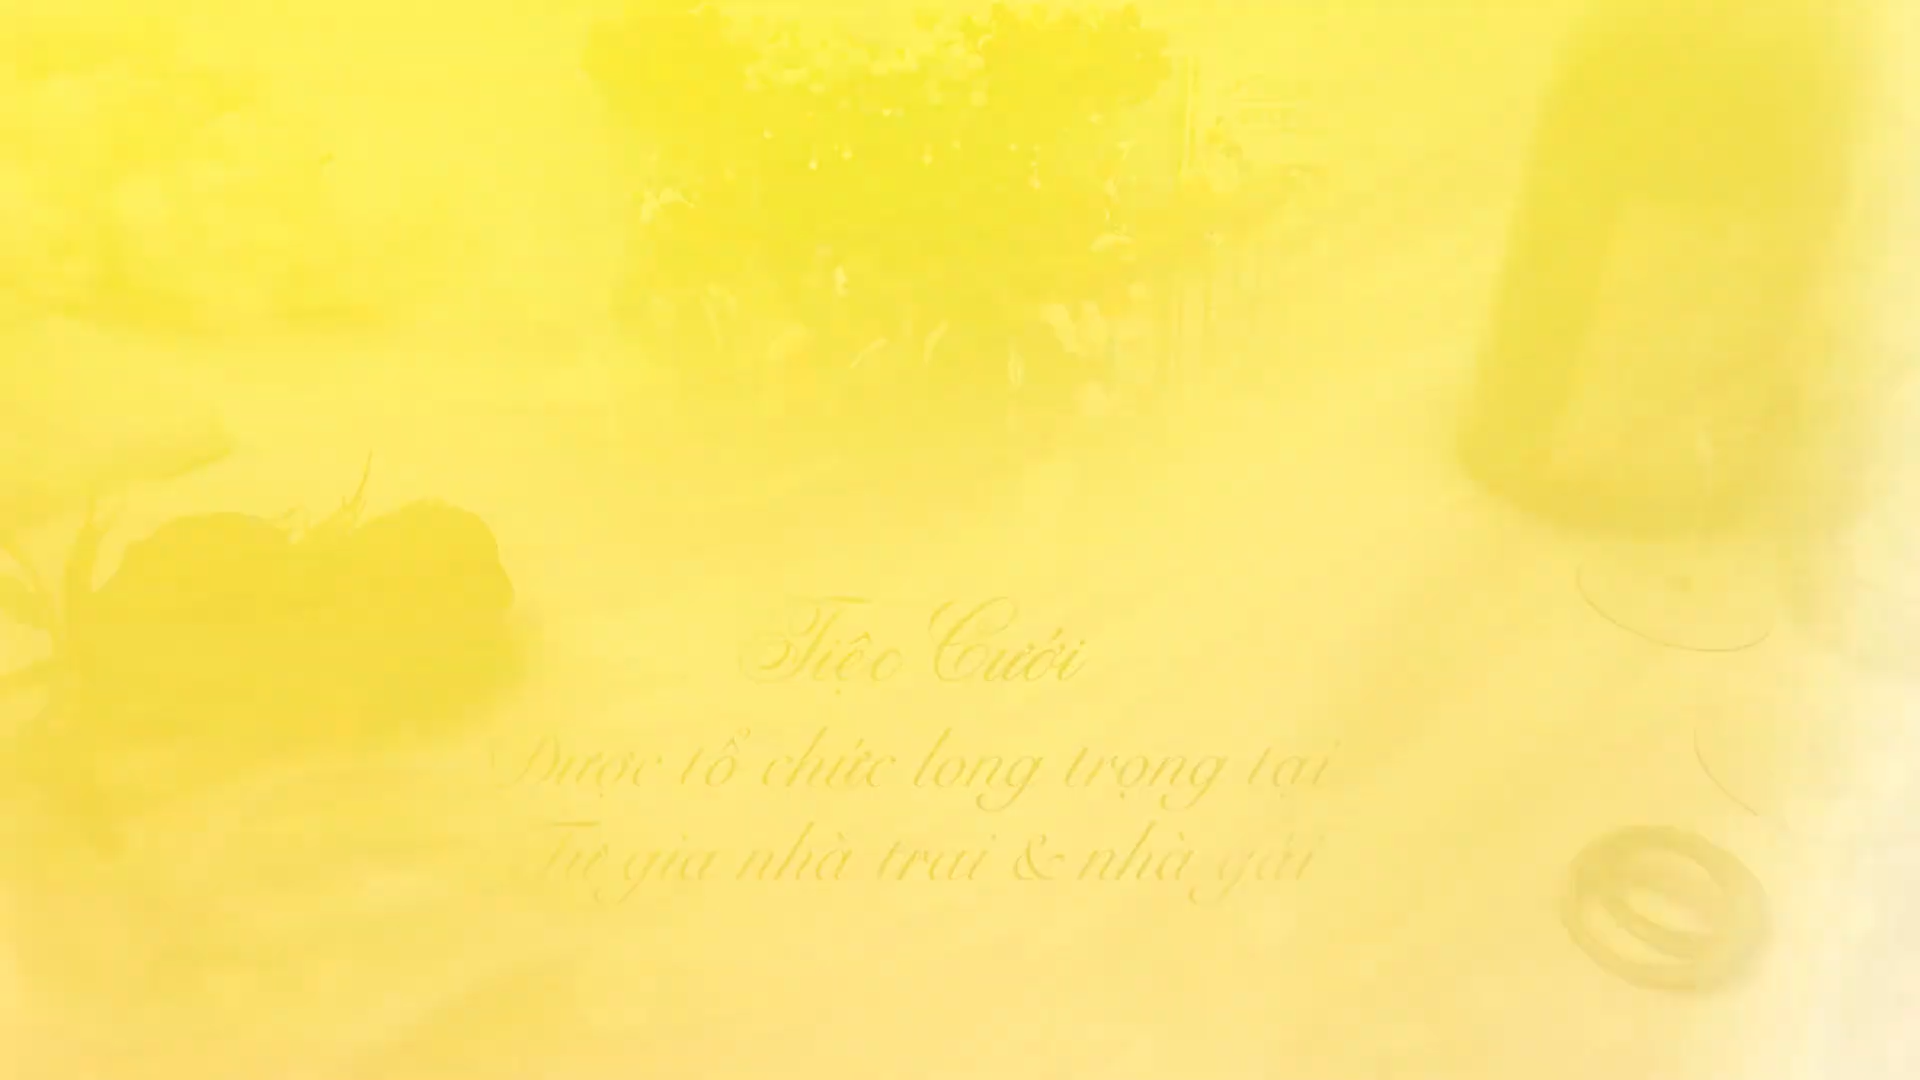 Tiệc Cưới
Được tổ chức long trọng tại
Tư gia nhà trai & nhà gái